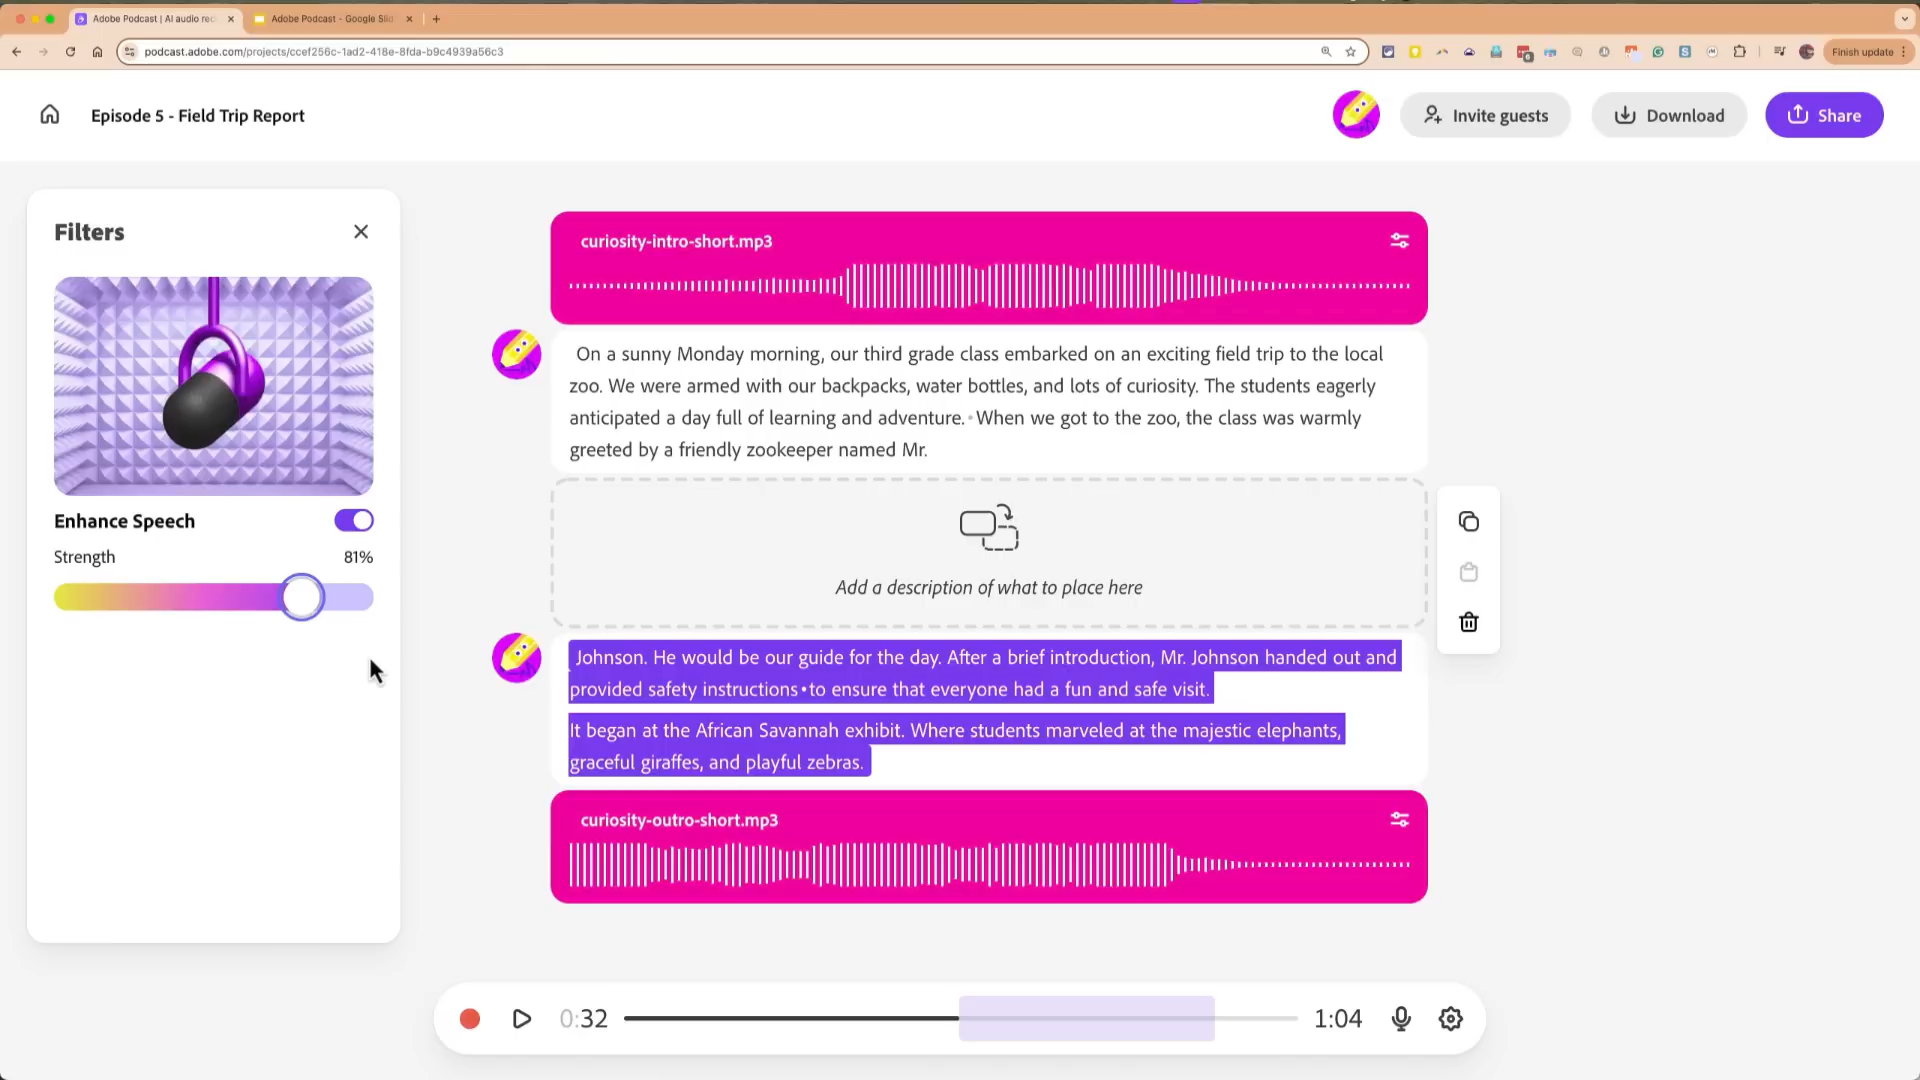 Adobe Podcast | AI audio rec
Adobe Podcast - Google Slid
podcast.adobe.com/projects/ccef256c-1ad2-418e-8fda-b9c4939a56c3
Finish update
Episode 5 - Field Trip Report
Invite guests
Download
Share
Filters
Enhance Speech
Strength
81%
curiosity-intro-short.mp3
On a sunny Monday morning, our third grade class embarked on an exciting field trip to the local
zoo. We were armed with our backpacks, water bottles, and lots of curiosity. The students eagerly
anticipated a day full of learning and adventure. • When we got to the zoo, the class was warmly
greeted by a friendly zookeeper named Mr.
Add a description of what to place here
Johnson. He would be our guide for the day. After a brief introduction, Mr. Johnson handed out and
provided safety instructions • to ensure that everyone had a fun and safe visit.
It began at the African Savannah exhibit. Where students marveled at the majestic elephants,
graceful giraffes, and playful zebras.
curiosity-outro-short.mp3
0:32
1:04